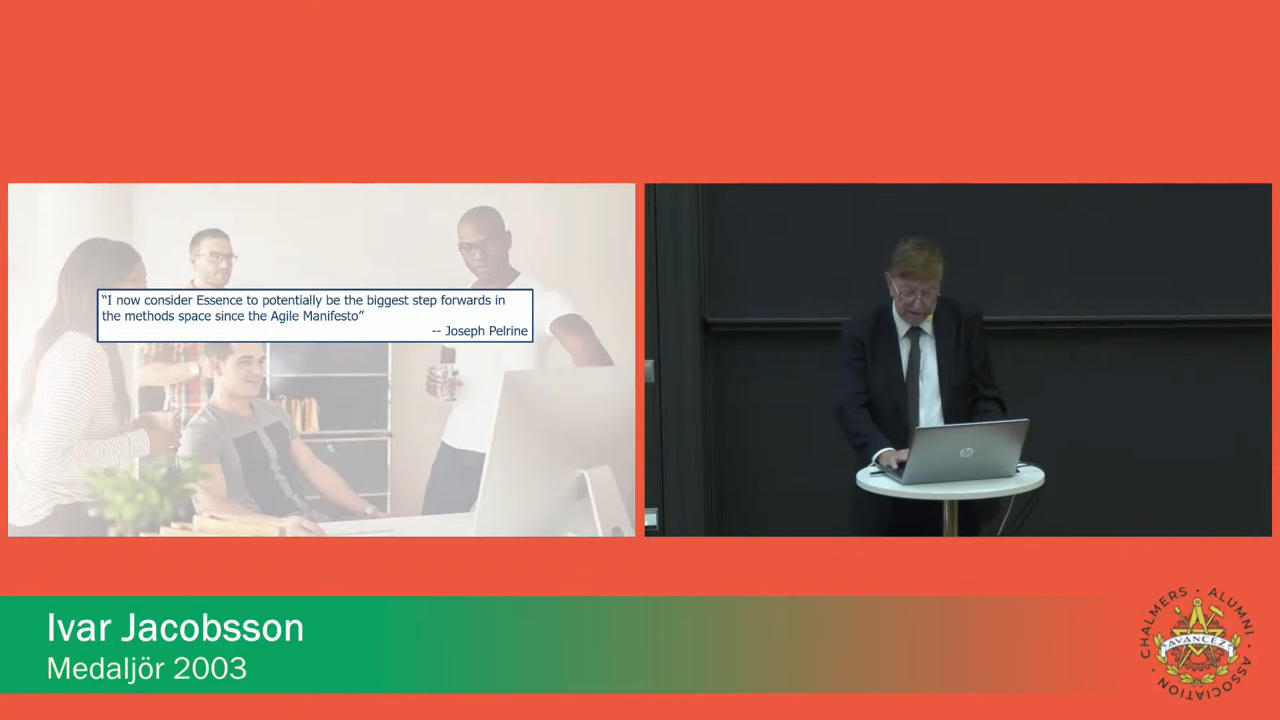 “I now consider Essence to potentially be the biggest step forwards in
the methods space since the Agile Manifesto”
-- Joseph Pelrine
hp
Ivar Jacobsson
Medaljör 2003
CHALMERS · ALUMNI · ASSOCIATION ·
AVANCEZ